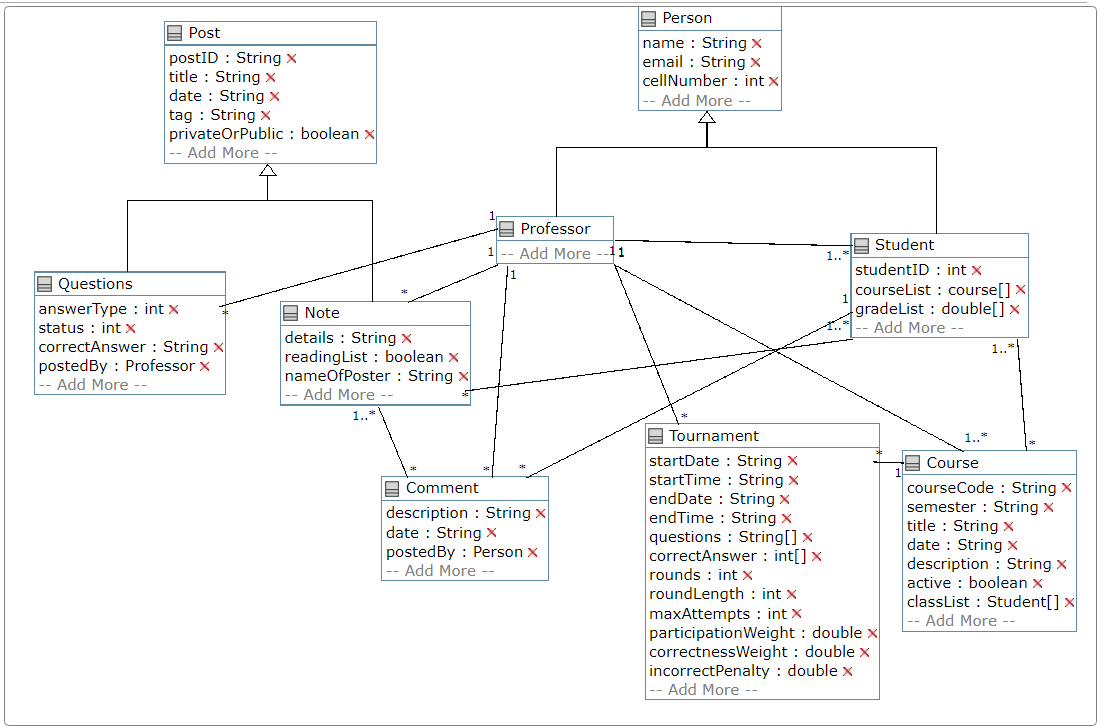 Post
postID : String
title : String
date : String
tag : String
privateOrPublic : boolean
-- Add More --
Person
name : String
email : String
cellNumber : int
-- Add More --
1
Professor
-- Add More --
1
1
1
1
1
Student
studentID : int
courseList : course[]
gradeList : double[]
-- Add More --
1..*
1
1..*
1..*
Questions
answerType : int
status : int
correctAnswer : String
postedBy : Professor
-- Add More --
*
*
Note
details : String
readingList : boolean
nameOfPoster : String
-- Add More --
*
1..*
*
*
*
Comment
description : String
date : String
postedBy : Person
-- Add More --
*
Tournament
startDate : String
startTime : String
endDate : String
endTime : String
questions : String[]
correctAnswer : int[]
rounds : int
roundLength : int
maxAttempts : int
participationWeight : double
correctnessWeight : double
incorrectPenalty : double
-- Add More --
*
1
1..*
*
Course
courseCode : String
semester : String
title : String
date : String
description : String
active : boolean
classList : Student[]
-- Add More --